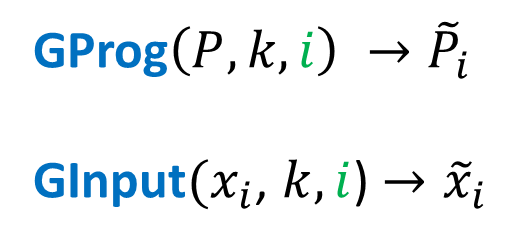 GProg(P, k, i) → P̃ᵢ
GInput(xᵢ, k, i) → x̃ᵢ